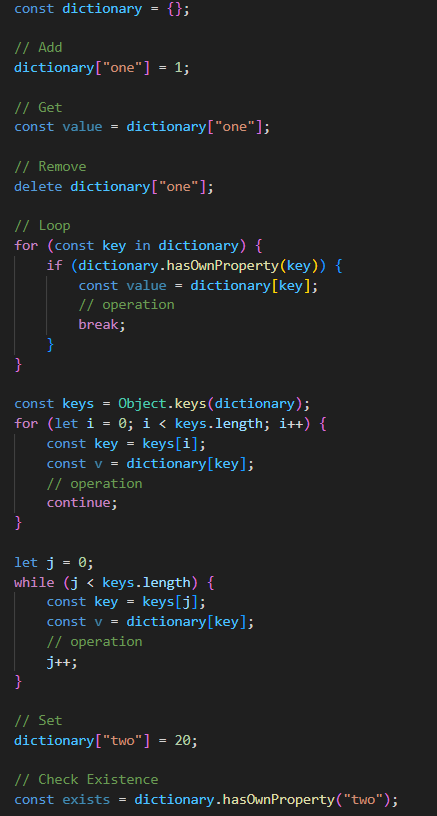 const dictionary = {};
// Add
dictionary["one"] = 1;
// Get
const value = dictionary["one"];
// Remove
delete dictionary["one"];
// Loop
for (const key in dictionary) {
    if (dictionary.hasOwnProperty(key)) {
        const value = dictionary[key];
        // operation
        break;
    }
}
const keys = Object.keys(dictionary);
for (let i = 0; i < keys.length; i++) {
    const key = keys[i];
    const v = dictionary[key];
    // operation
    continue;
}
let j = 0;
while (j < keys.length) {
    const key = keys[j];
    const v = dictionary[key];
    // operation
    j++;
}
// Set
dictionary["two"] = 20;
// Check Existence
const exists = dictionary.hasOwnProperty("two");